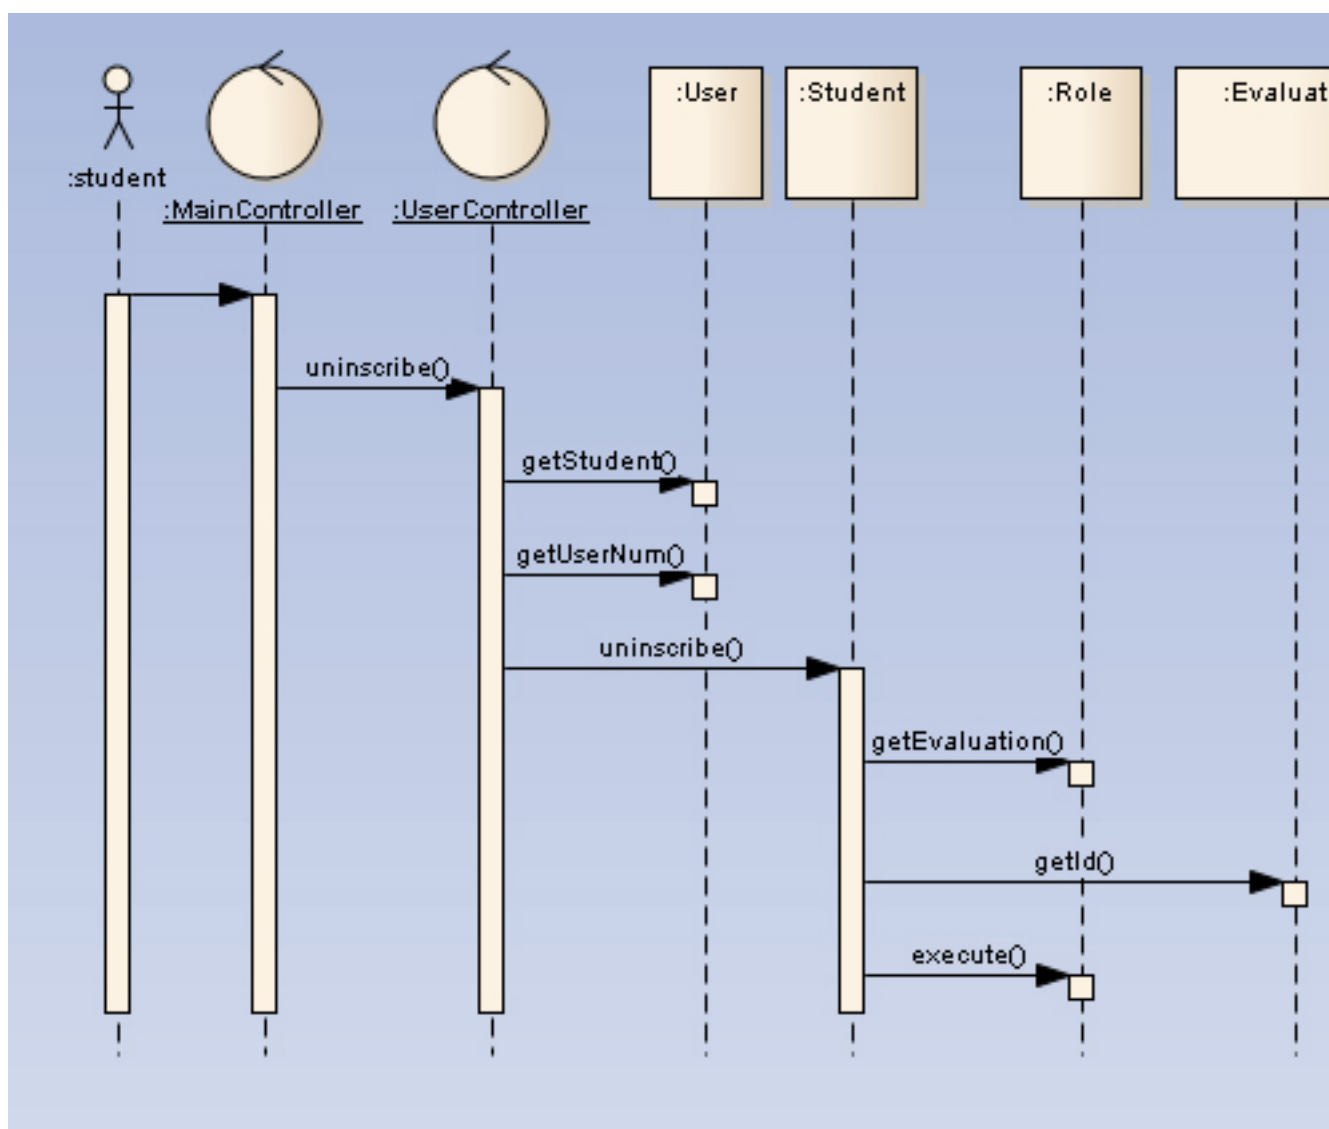 :User
:Student
:Role
:Evaluat
:student
:MainController
:UserController
uninscribe()
getStudent()
getUserNum()
uninscribe()
getEvaluation()
getId()
execute()